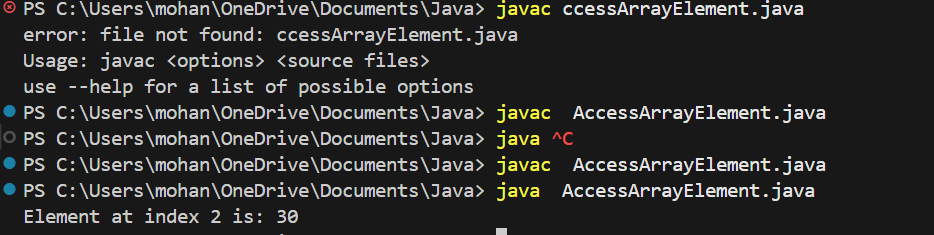 PS C:\Users\mohan\OneDrive\Documents\Java> javac ccessArrayElement.java
error: file not found: ccessArrayElement.java
Usage: javac <options> <source files>
use --help for a list of possible options
PS C:\Users\mohan\OneDrive\Documents\Java> javac  AccessArrayElement.java
PS C:\Users\mohan\OneDrive\Documents\Java> java ^C
PS C:\Users\mohan\OneDrive\Documents\Java> javac  AccessArrayElement.java
PS C:\Users\mohan\OneDrive\Documents\Java> java  AccessArrayElement.java
Element at index 2 is: 30